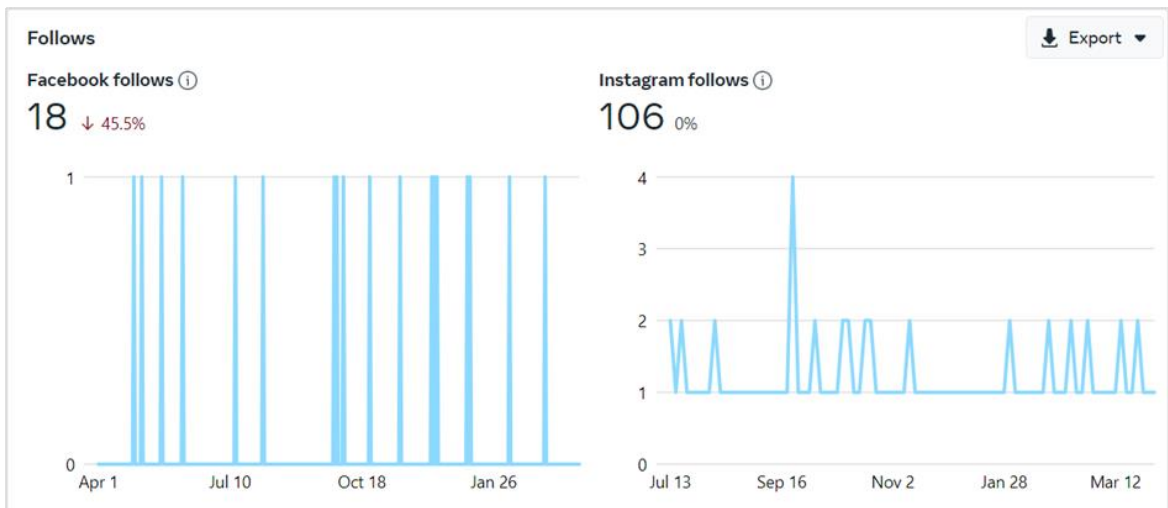 Follows
Export
Facebook follows
18 ↓ 45.5%
1
0
Apr 1 Jul 10 Oct 18 Jan 26
Instagram follows
106 0%
4
3
2
1
0
Jul 13 Sep 16 Nov 2 Jan 28 Mar 12